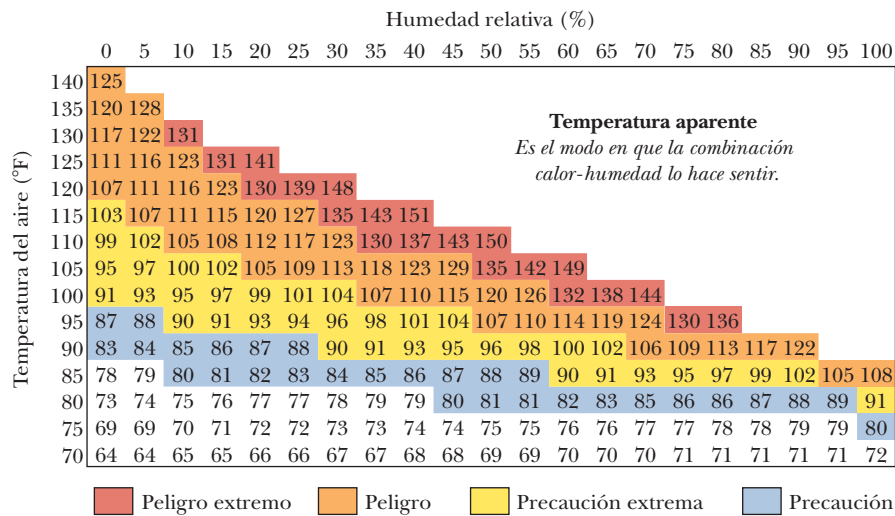 Humedad relativa (%)
0 5 10 15 20 25 30 35 40 45 50 55 60 65 70 75 80 85 90 95 100
Temperatura del aire (°F)
140 125
135 120 128
130 117 122 131
125 111 116 123 131 141
120 107 111 116 123 130 139 148
115 103 107 111 115 120 127 135 143 151
110 99 102 105 108 112 117 123 130 137 143 150
105 95 97 100 102 105 109 113 118 123 129 135 142 149
100 91 93 95 97 99 101 104 107 110 115 120 126 132 138 144
95 87 88 90 91 93 94 96 98 101 104 107 110 114 119 124 130 136
90 83 84 85 86 87 88 90 91 93 95 96 98 100 102 106 109 113 117 122
85 78 79 80 81 82 83 84 85 86 87 88 89 90 91 93 95 97 99 102 105 108
80 73 74 75 76 77 77 78 79 79 80 81 81 82 83 85 86 86 87 88 89 91
75 69 69 70 71 72 72 73 73 74 74 75 75 76 76 77 77 78 78 79 79 80
70 64 64 65 65 66 66 67 67 68 68 69 69 70 70 70 71 71 71 71 71 72
Temperatura aparente
Es el modo en que la combinación
calor-humedad lo hace sentir.
Peligro extremo Peligro Precaución extrema Precaución